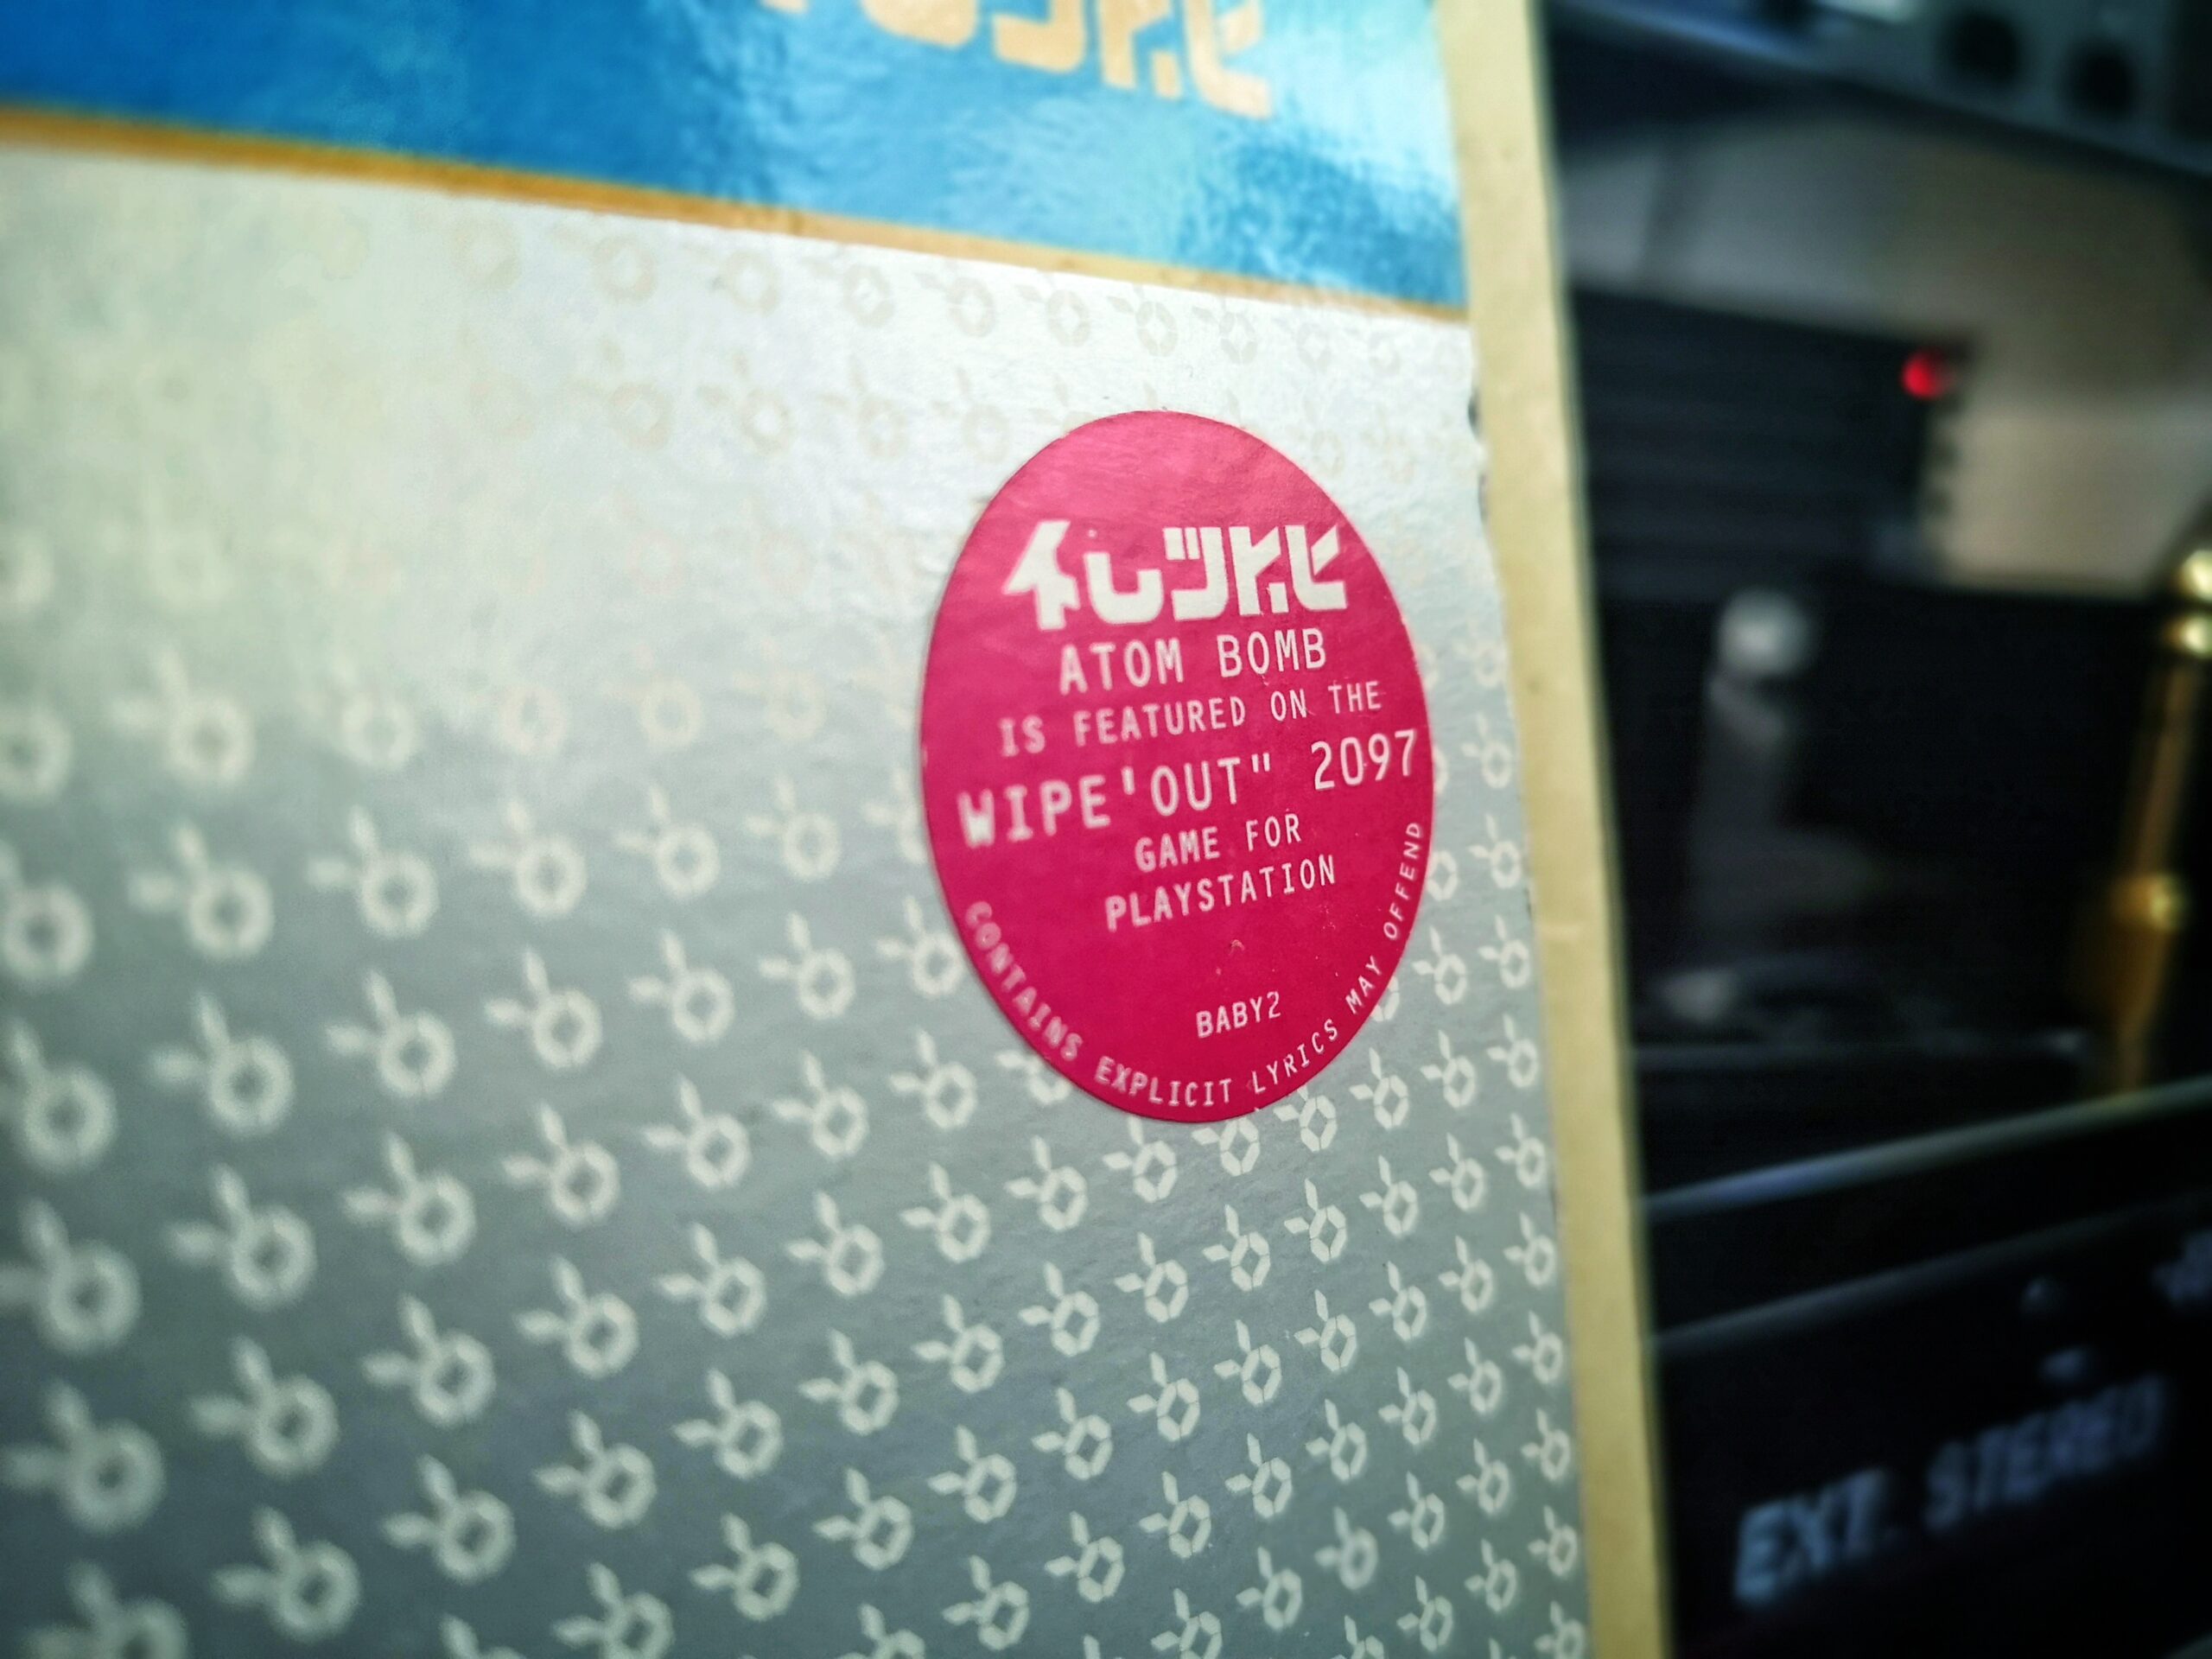 FLUKE
ATOM BOMB
IS FEATURED ON THE
WIPE'OUT" 2097
GAME FOR
PLAYSTATION
BABY2
CONTAINS EXPLICIT LYRICS MAY OFFEND
EXT. STEREO